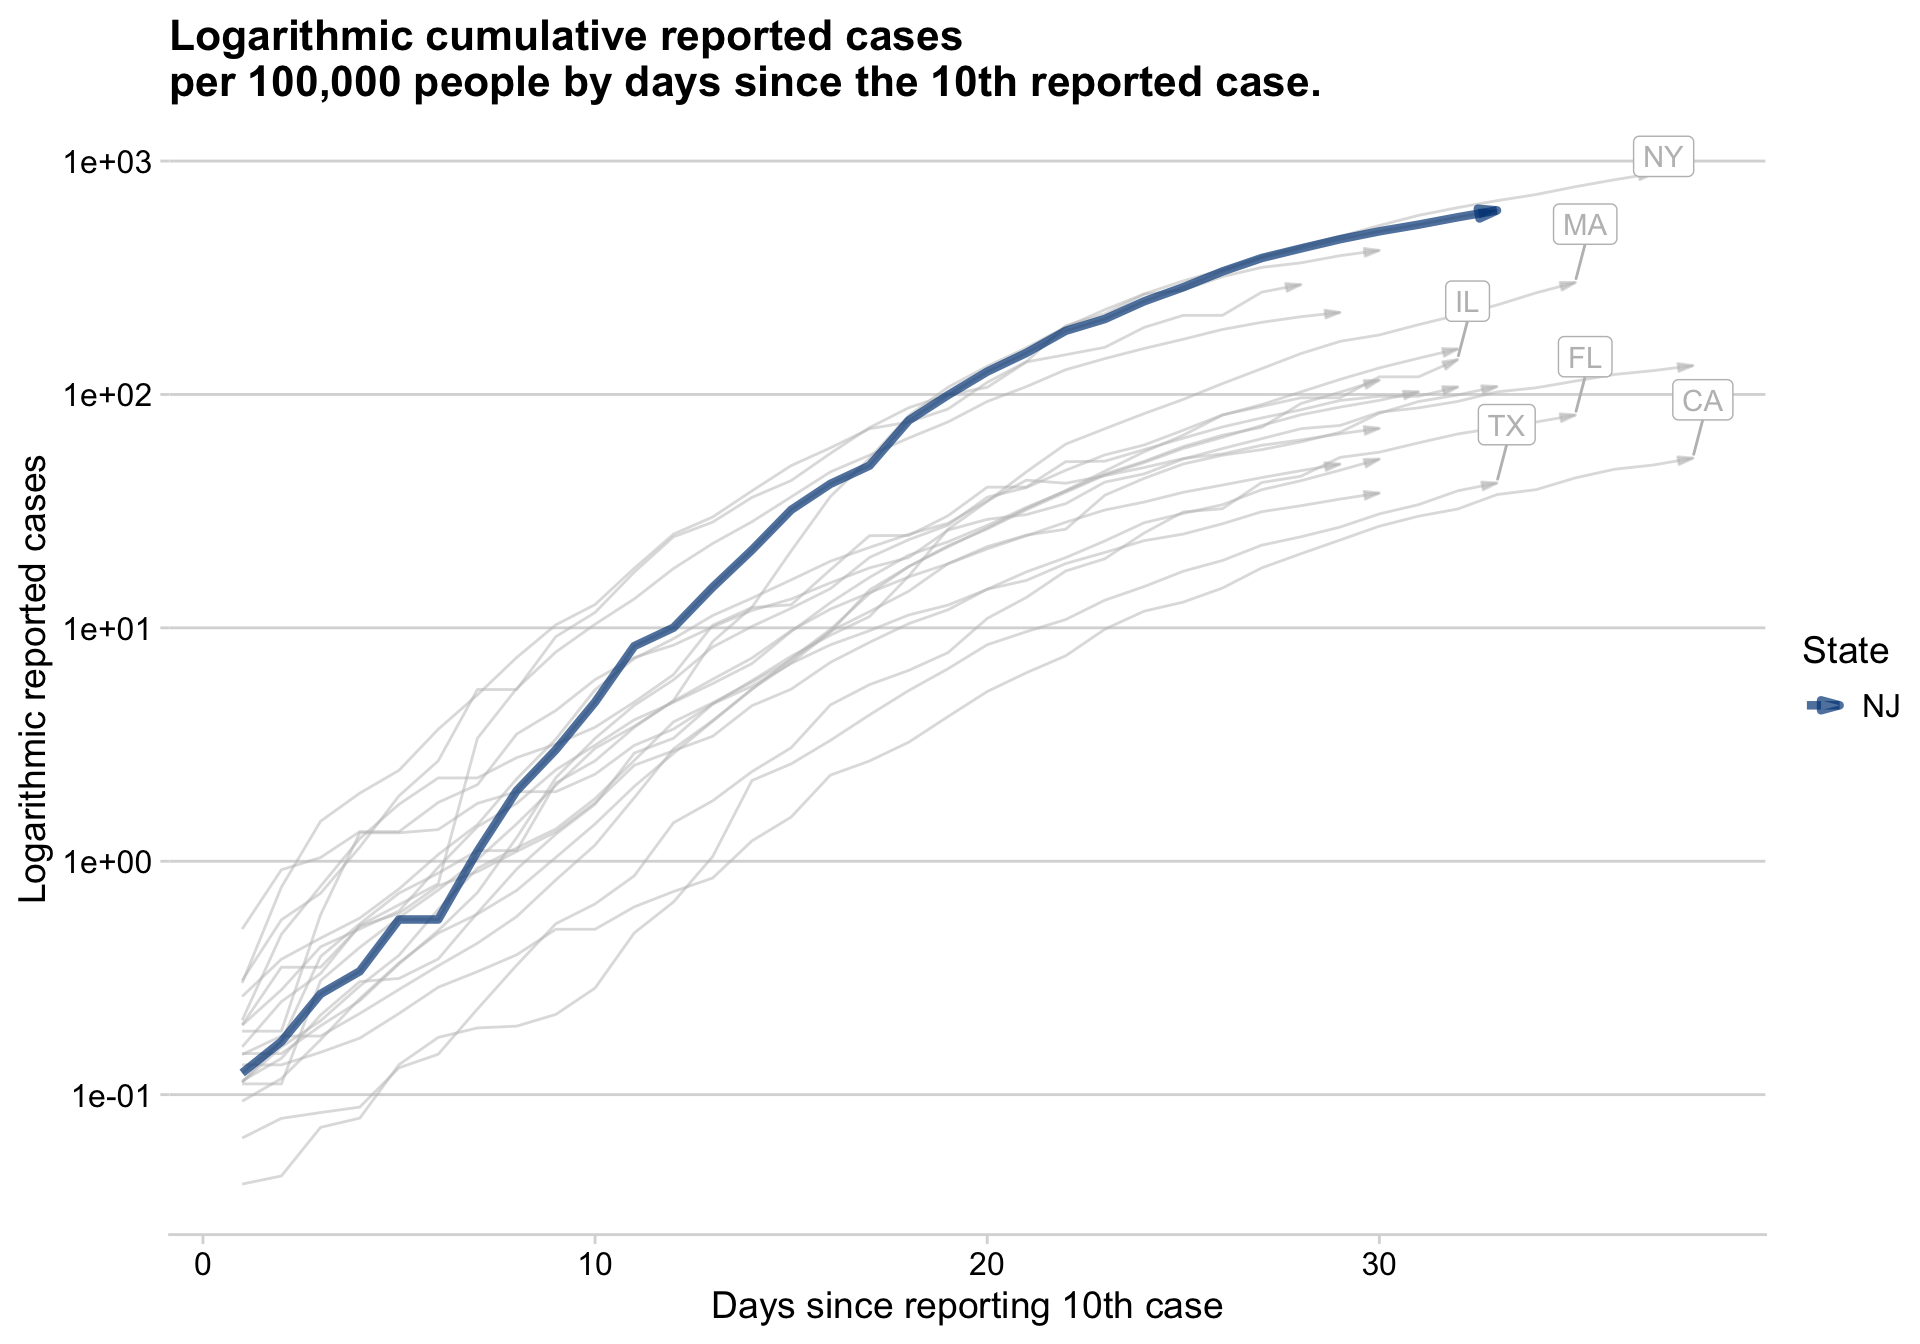 Logarithmic cumulative reported cases
per 100,000 people by days since the 10th reported case.
Logarithmic reported cases
1e+03
1e+02
1e+01
1e+00
1e-01
NY
MA
IL
FL
CA
TX
State
NJ
0 10 20 30
Days since reporting 10th case